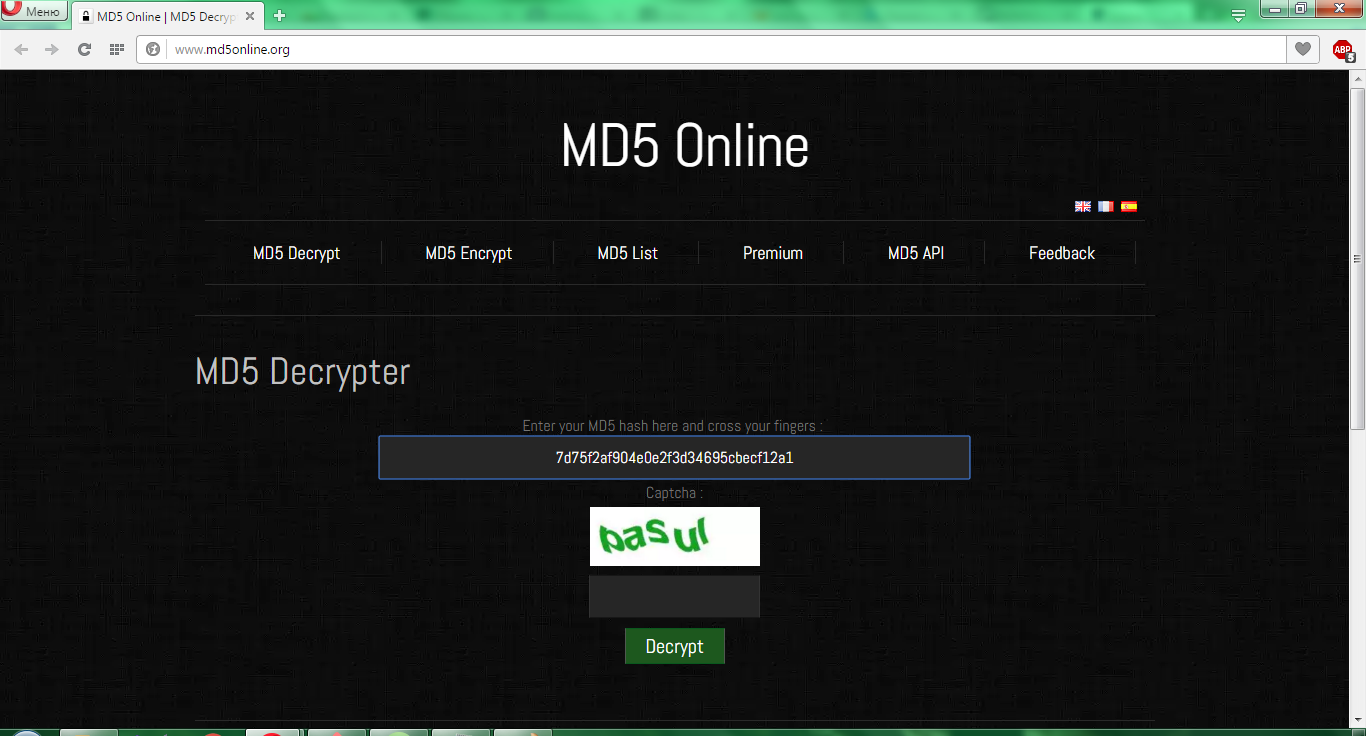 Меню
MD5 Online | MD5 Decryp
www.md5online.org
ABP
5
MD5 Online
MD5 Decrypt
MD5 Encrypt
MD5 List
Premium
MD5 API
Feedback
MD5 Decrypter
Enter your MD5 hash here and cross your fingers :
7d75f2af904e0e2f3d34695cbecf12a1
Captcha :
Decrypt